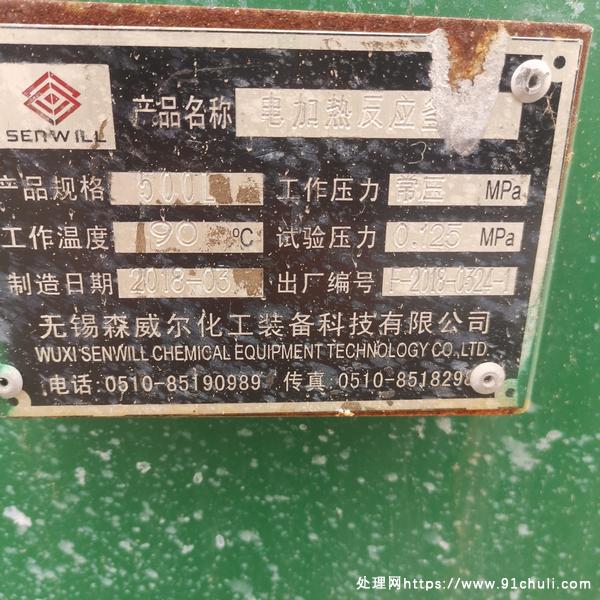 SENWILL
产品名称 电加热反应釜
产品规格 500L 工作压力 常压 MPa
工作温度 190 ℃ 试验压力 0.125 MPa
制造日期 2018-03 出厂编号 F-2018-0324-1
无锡森威尔化工装备科技有限公司
WUXI SENWILL CHEMICAL EQUIPMENT TECHNOLOGY CO.,LTD.
电话:0510-85190989 传真:0510-851829
处理网https://www.91chuli.com/